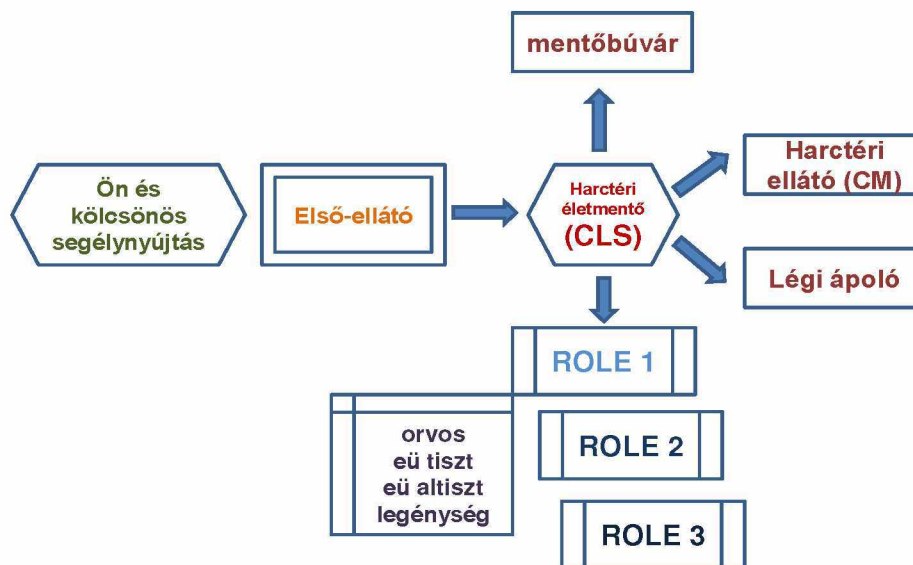 mentőbúvár
Ön és
kölcsönös
segélynyújtás
Első-ellátó
Harctéri
életmentő
(CLS)
Harctéri
ellátó (CM)
Légi ápoló
ROLE 1
orvos
eü tiszt
eü altiszt
legénység
ROLE 2
ROLE 3